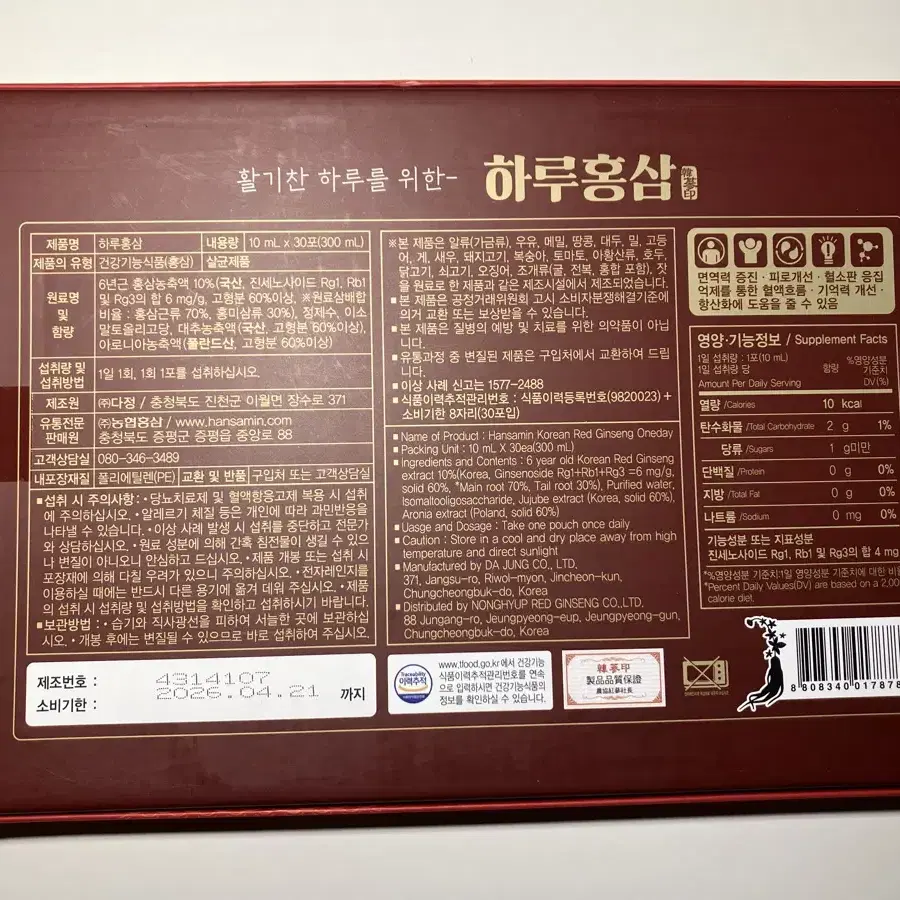 활기찬 하루를 위한- 하루홍삼 韓蔘印
제품명 하루홍삼 내용량 10 mL x 30포(300 mL)
제품의 유형 건강기능식품(홍삼) 살균제품
원료명 및 함량
6년근 홍삼농축액 10%(국산, 진세노사이드 Rg1, Rb1
및 Rg3의 합 6 mg/g, 고형분 60%이상, ※원료삼배합
비율 : 홍삼근류 70%, 홍미삼류 30%), 정제수, 이소
말토올리고당, 대추농축액(국산, 고형분 60%이상),
아로니아농축액(폴란드산, 고형분 60%이상)
섭취량 및 섭취방법 1일 1회, 1회 1포를 섭취하십시오.
제조원 ㈜다정 / 충청북도 진천군 이월면 장수로 371
유통전문판매원 ㈜농협홍삼 / www.hansamin.com
충청북도 증평군 증평읍 중앙로 88
고객상담실 080-346-3489
내포장재질 폴리에틸렌(PE) 교환 및 반품 구입처 또는 고객상담실
▪섭취 시 주의사항 : •당뇨치료제 및 혈액항응고제 복용 시 섭취
에 주의하십시오. •알레르기 체질 등은 개인에 따라 과민반응을
나타낼 수 있습니다. •이상 사례 발생 시 섭취를 중단하고 전문가
와 상담하십시오. •원료 성분에 의해 간혹 침전물이 생길 수 있으
나 변질이 아니오니 안심하고 드십시오. •제품 개봉 또는 섭취 시
포장재에 의해 다칠 우려가 있으니 주의하십시오. •전자레인지를
이용하실 때에는 반드시 다른 용기에 옮겨 데워 주십시오. •제품
의 섭취 시 섭취량 및 섭취방법을 확인하고 섭취하시기 바랍니다.
▪보관방법 : •습기와 직사광선을 피하여 서늘한 곳에 보관하십
시오. •개봉 후에는 변질될 수 있으므로 바로 섭취하여 주십시오.
제조번호 : 4314107
소비기한 : 2026.04.21 까지
※본 제품은 알류(가금류), 우유, 메밀, 땅콩, 대두, 밀, 고등
어, 게, 새우, 돼지고기, 복숭아, 토마토, 아황산류, 호두,
닭고기, 쇠고기, 오징어, 조개류(굴, 전복, 홍합 포함), 잣
을 원료로 한 제품과 같은 제조시설에서 제조되었습니다.
▪본 제품은 공정거래위원회 고시 소비자분쟁해결기준에
의거 교환 또는 보상받을 수 있습니다.
▪본 제품은 질병의 예방 및 치료를 위한 의약품이 아닙
니다.
▪유통과정 중 변질된 제품은 구입처에서 교환하여 드립
니다.
▪이상 사례 신고는 1577-2488
▪식품이력추적관리번호 : 식품이력등록번호(9820023) +
소비기한 8자리(30포입)
▪Name of Product : Hansamin Korean Red Ginseng Oneday
▪Packing Unit : 10 mL X 30ea(300 mL)
▪Ingredients and Contents : 6 year old Korean Red Ginseng
extract 10%(Korea, Ginsenoside Rg1+Rb1+Rg3 =6 mg/g,
solid 60%, *Main root 70%, Tail root 30%), Purified water,
Isomaltooligosaccharide, Jujube extract (Korea, solid 60%),
Aronia extract (Poland, solid 60%)
▪Uasge and Dosage : Take one pouch once daily
▪Caution : Store in a cool and dry place away from high
temperature and direct sunlight
▪Manufactured by DA JUNG CO., LTD.
371, Jangsu-ro, Riwol-myon, Jincheon-kun,
Chungcheongbuk-do, Korea
▪Distributed by NONGHYUP RED GINSENG CO.,LTD.
88 Jungang-ro, Jeungpyeong-eup, Jeungpyeong-gun,
Chungcheongbuk-do, Korea
Traceability
이력추적
www.tfood.go.kr에서 건강기능
식품이력추적관리번호를 연속
으로 입력하시면 건강기능식품의
정보를 확인하실 수 있습니다.
韓蔘印
製品品質保證
農協紅蔘社長
면역력 증진 · 피로개선 · 혈소판 응집
억제를 통한 혈액흐름 · 기억력 개선 ·
항산화에 도움을 줄 수 있음
영양·기능정보 / Supplement Facts
1일 섭취량 : 1포(10 mL)
1일 섭취량 당 함량 %영양성분 기준치
Amount Per Daily Serving DV(%)
열량 /Calories 10 kcal
탄수화물 /Total Carbohydrate 2 g 1%
당류 /Sugars 1 g미만
단백질 /Protein 0 g 0%
지방 /Total Fat 0 g 0%
나트륨 /Sodium 0 mg 0%
기능성분 또는 지표성분
진세노사이드 Rg1, Rb1 및 Rg3의 합 4 mg
*%영양성분 기준치:1일 영양성분 기준치에 대한 비율
*Percent Daily Values(DV) are based on a 2,00
calorie diet.
8 808340 017878